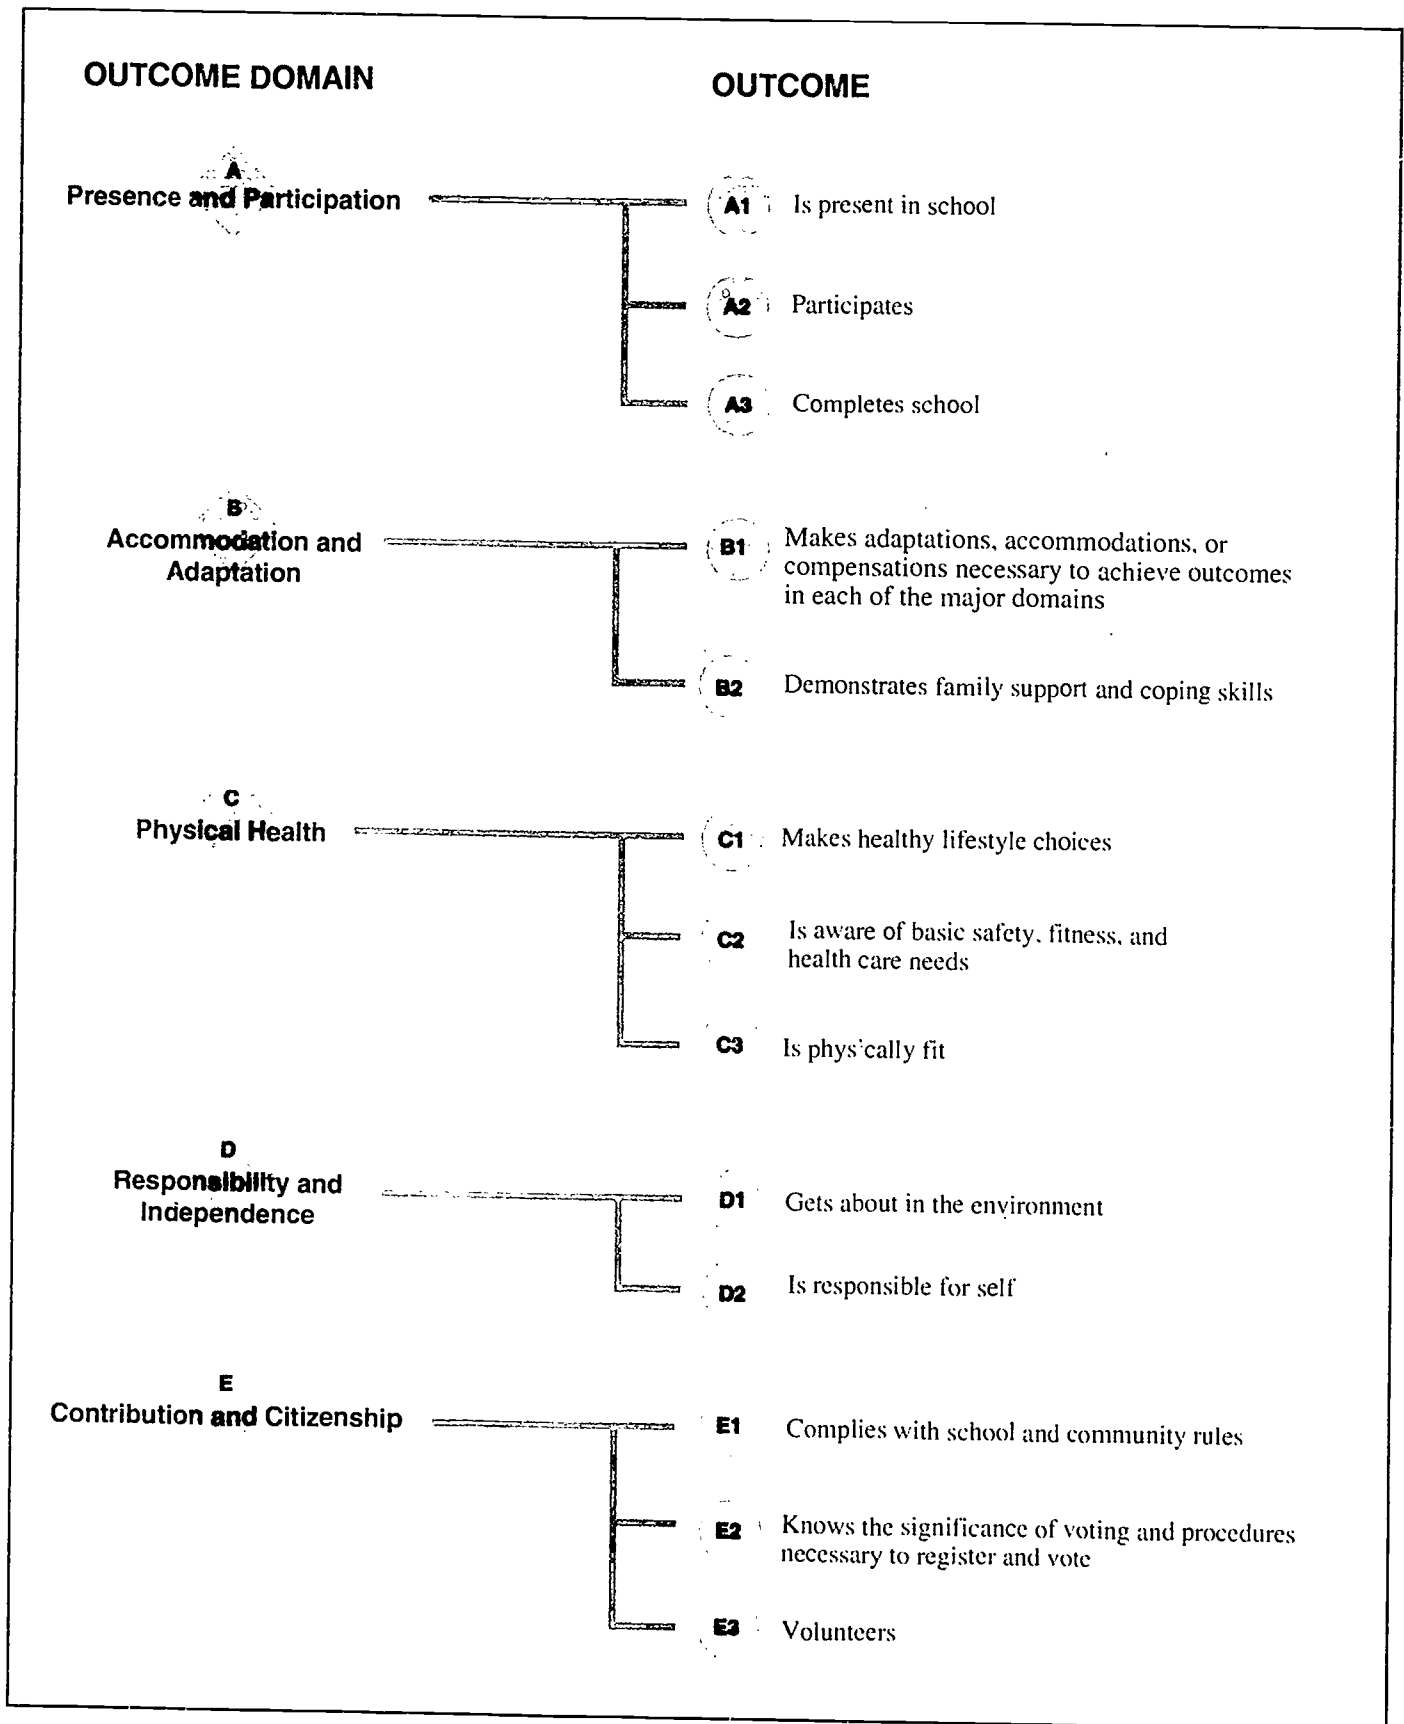 OUTCOME DOMAIN
OUTCOME
A
Presence and Participation
A1 Is present in school
A2 Participates
A3 Completes school
B
Accommodation and
Adaptation
B1 Makes adaptations, accommodations, or
compensations necessary to achieve outcomes
in each of the major domains
B2 Demonstrates family support and coping skills
C
Physical Health
C1 Makes healthy lifestyle choices
C2 Is aware of basic safety, fitness, and
health care needs
C3 Is physically fit
D
Responsibility and
Independence
D1 Gets about in the environment
D2 Is responsible for self
E
Contribution and Citizenship
E1 Complies with school and community rules
E2 Knows the significance of voting and procedures
necessary to register and vote
E3 Volunteers